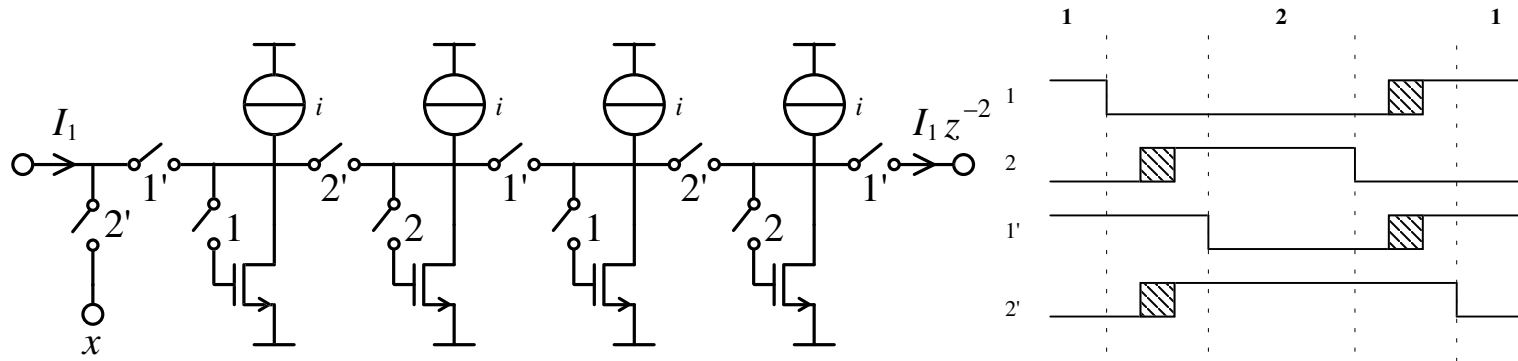 1 2 1
i i i i
1
I₁ I₁ z⁻²
2
1' 2' 1' 2' 1'
2' 1 2 1 2
1'
2'
x